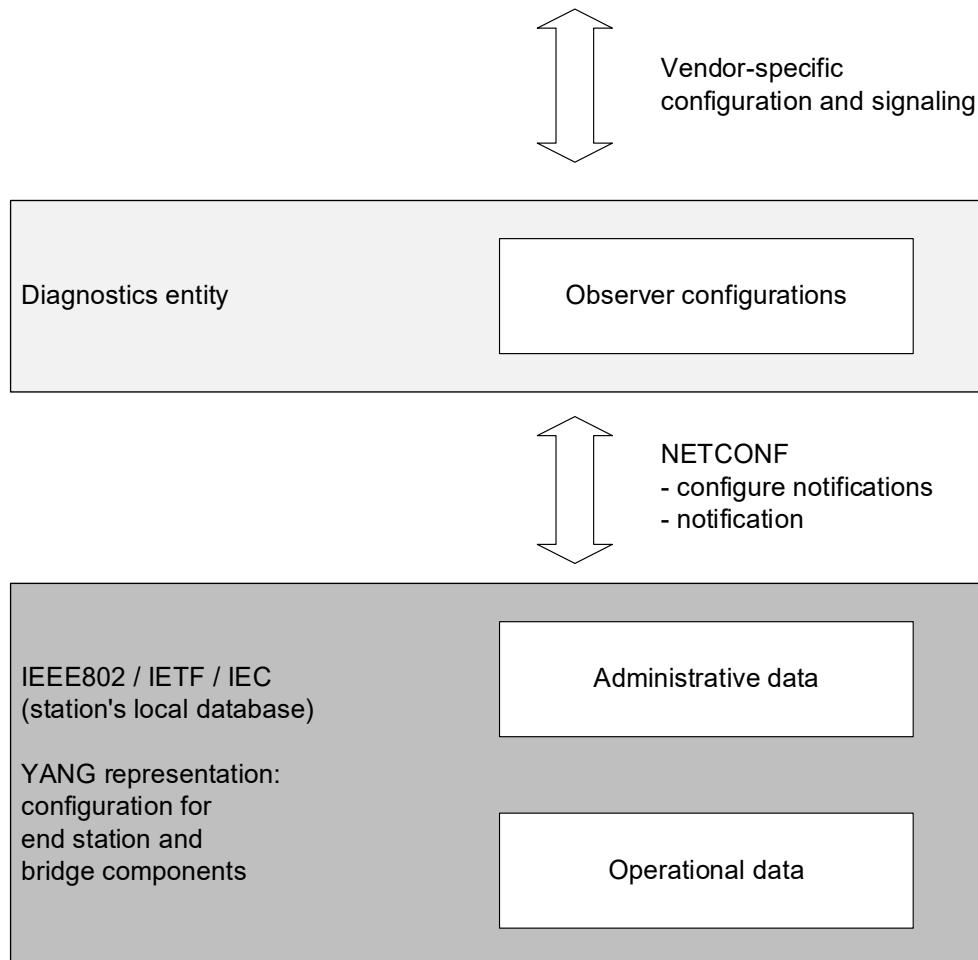 Vendor-specific
configuration and signaling
Diagnostics entity
Observer configurations
NETCONF
- configure notifications
- notification
IEEE802 / IETF / IEC
(station's local database)
YANG representation:
configuration for
end station and
bridge components
Administrative data
Operational data